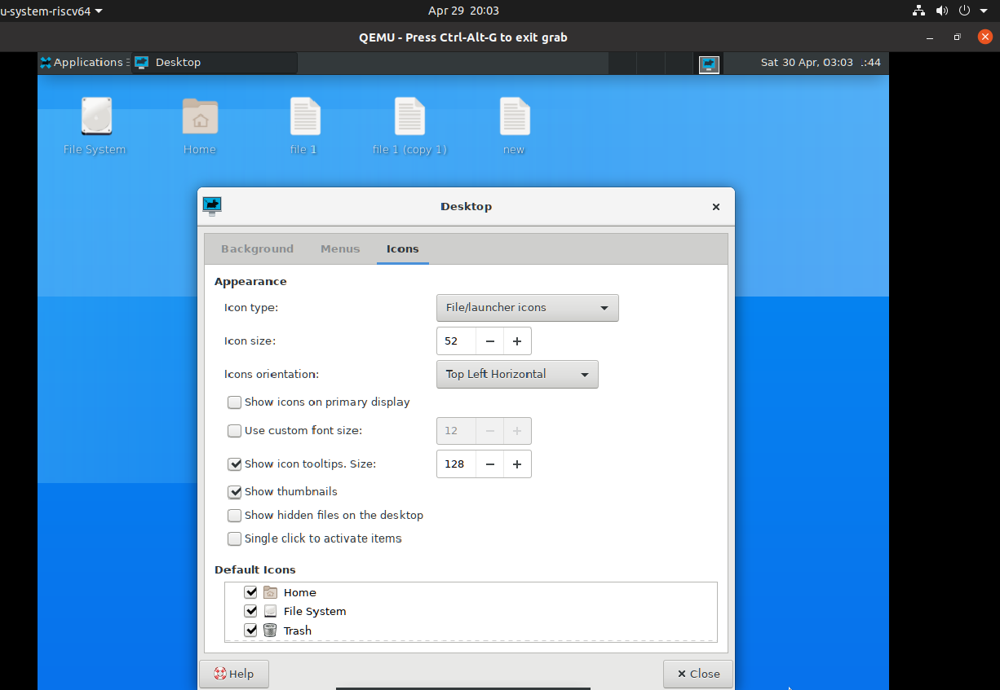 u-system-riscv64 Apr 29 20:03
QEMU - Press Ctrl-Alt-G to exit grab
Applications Desktop Sat 30 Apr, 03:03 .:44
File System Home file 1 file 1 (copy 1) new
Desktop
Background Menus Icons
Appearance
Icon type: File/launcher icons
Icon size: 52
Icons orientation: Top Left Horizontal
Show icons on primary display
Use custom font size: 12
Show icon tooltips. Size: 128
Show thumbnails
Show hidden files on the desktop
Single click to activate items
Default Icons
Home
File System
Trash
Help Close